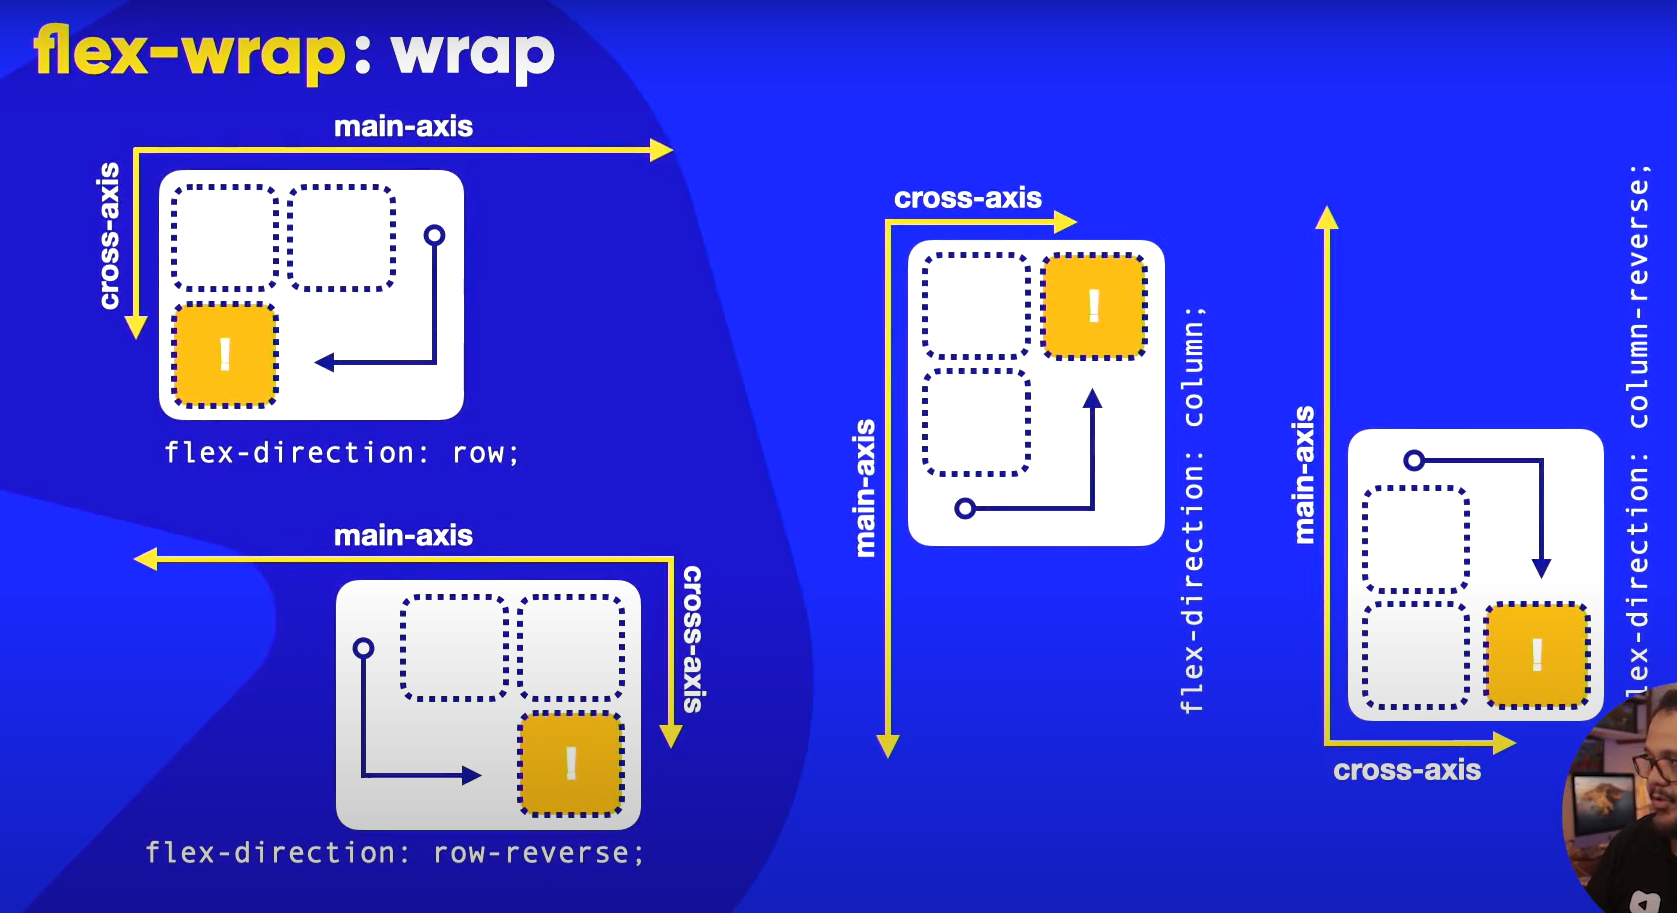 flex-wrap: wrap
main-axis
cross-axis
!
flex-direction: row;
main-axis
cross-axis
!
flex-direction: row-reverse;
cross-axis
main-axis
!
flex-direction: column;
main-axis
!
cross-axis
flex-direction: column-reverse;